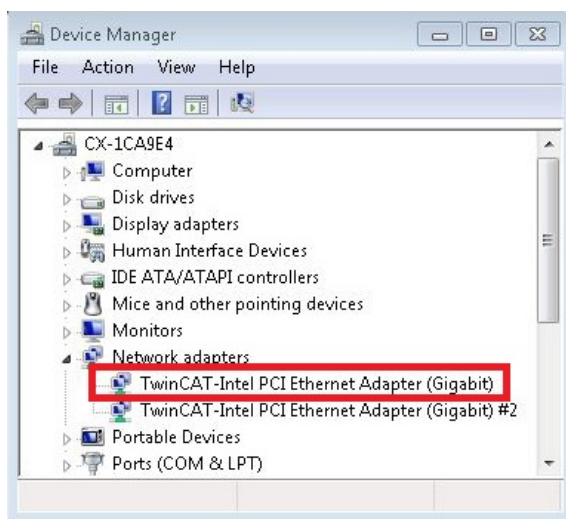 Device Manager
File Action View Help
CX-1CA9E4
Computer
Disk drives
Display adapters
Human Interface Devices
IDE ATA/ATAPI controllers
Mice and other pointing devices
Monitors
Network adapters
TwinCAT-Intel PCI Ethernet Adapter (Gigabit)
TwinCAT-Intel PCI Ethernet Adapter (Gigabit) #2
Portable Devices
Ports (COM & LPT)